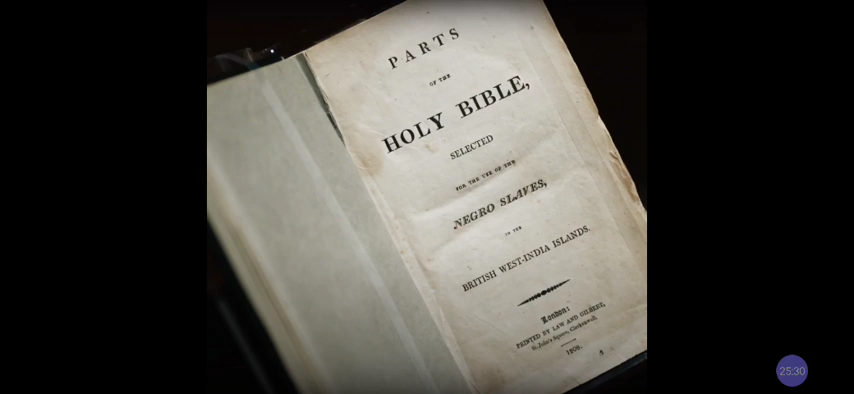 PARTS
OF THE
HOLY BIBLE,
SELECTED
FOR THE USE OF THE
NEGRO SLAVES,
IN THE
BRITISH WEST-INDIA ISLANDS.
London:
PRINTED BY LAW AND GILBERT,
St. John's Square, Clerkenwell.
1808.
25:30